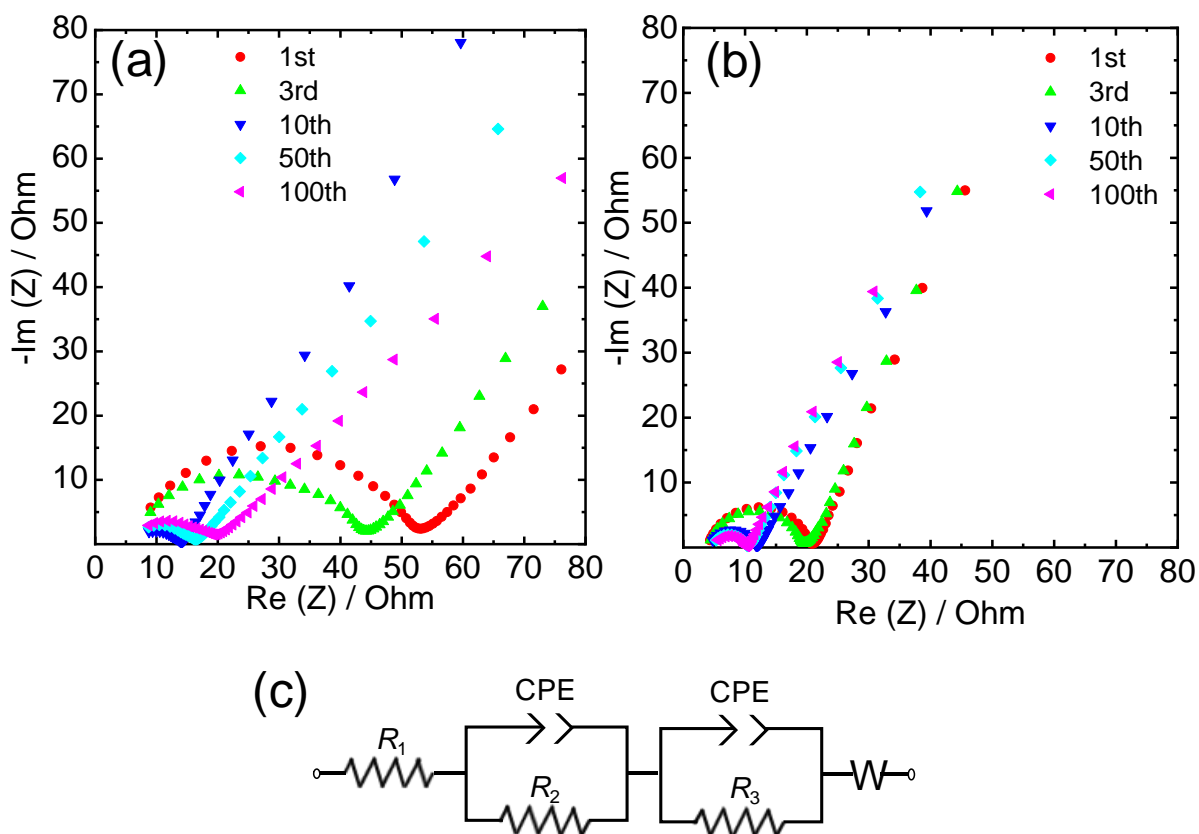 (a)
1st
3rd
10th
50th
100th
80
70
60
50
40
30
20
10
-Im (Z) / Ohm
0 10 20 30 40 50 60 70 80
Re (Z) / Ohm
(b)
1st
3rd
10th
50th
100th
80
70
60
50
40
30
20
10
-Im (Z) / Ohm
0 10 20 30 40 50 60 70 80
Re (Z) / Ohm
(c)
CPE CPE
R1
W
R2 R3